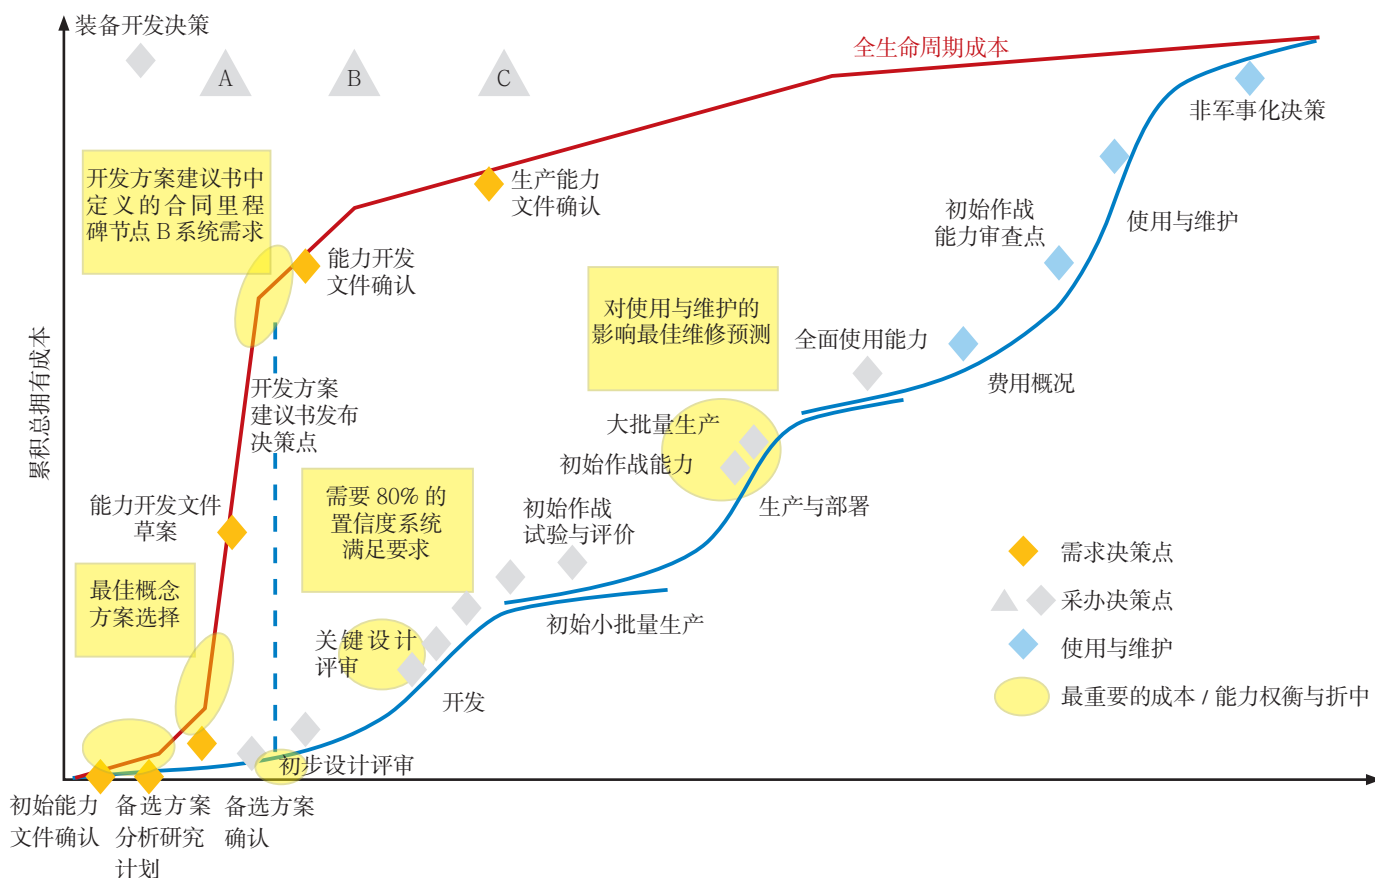 装备开发决策
A
B
C
全生命周期成本
非军事化决策
开发方案建议书中
定义的合同里程
碑节点 B 系统需求
生产能力
文件确认
初始作战
能力审查点
使用与维护
能力开发
文件确认
对使用与维护的
影响最佳维修预测
全面使用能力
费用概况
累积总拥有成本
开发方案
建议书发布
决策点
大批量生产
初始作战能力
生产与部署
能力开发文件
草案
需要 80% 的
置信度系统
满足要求
初始作战
试验与评价
最佳概念
方案选择
关键设计
评审
初始小批量生产
开发
初步设计评审
需求决策点
采办决策点
使用与维护
最重要的成本 / 能力权衡与折中
初始能力
文件确认
备选方案
分析研究
计划
备选方案
确认